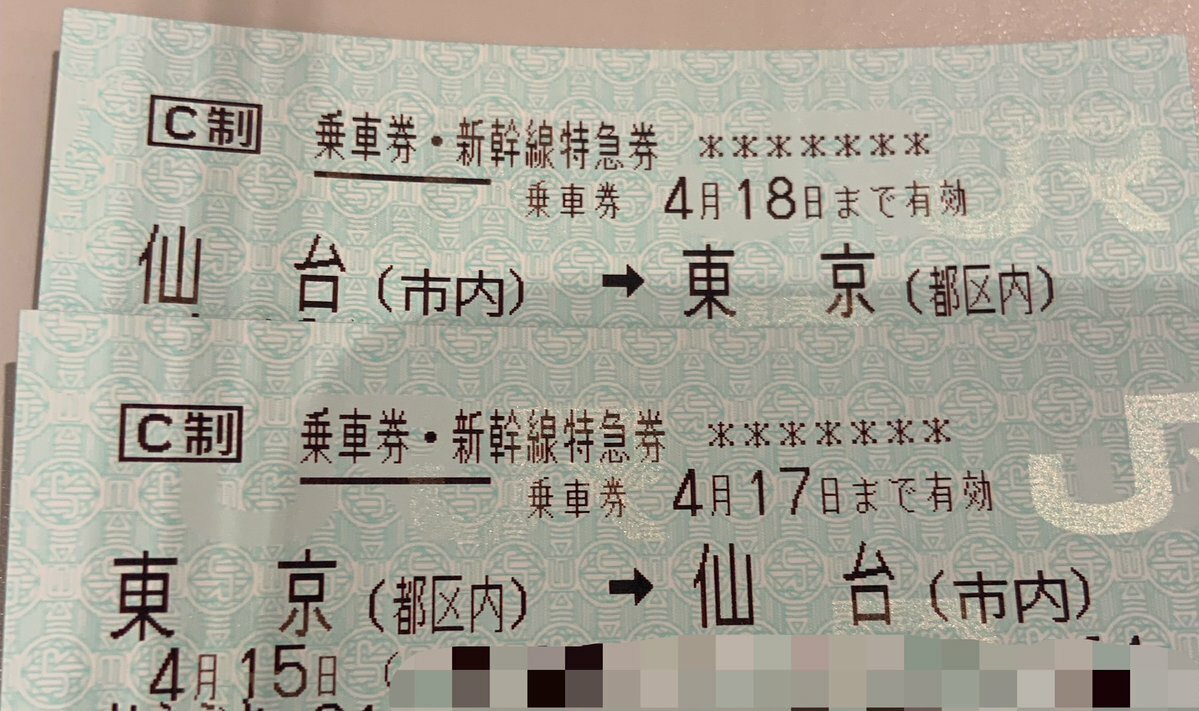 C制 乗車券・新幹線特急券 *******
乗車券 4月18日まで有効
仙台(市内) ➡ 東京(都区内)
C制 乗車券・新幹線特急券 *******
乗車券 4月17日まで有効
東京(都区内) ➡ 仙台(市内)
4月15日 (